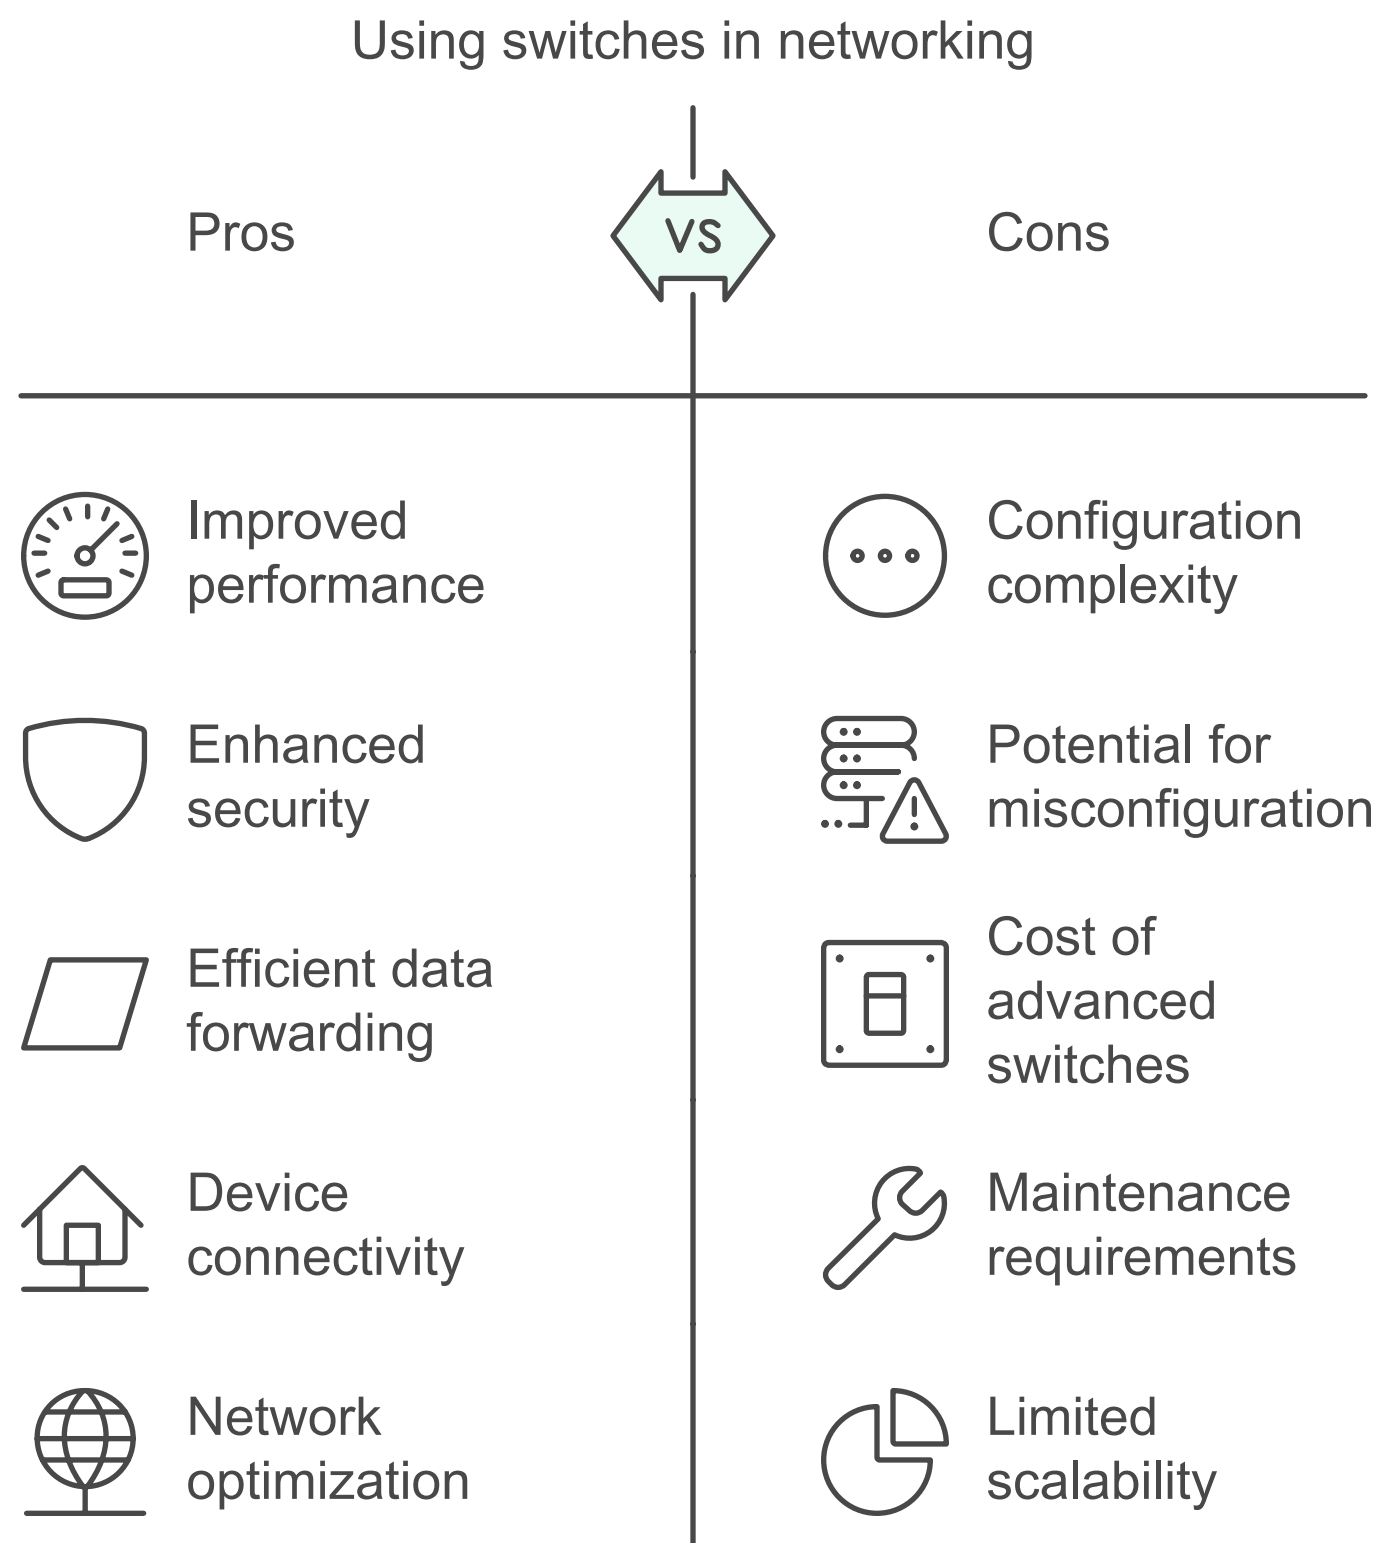 Using switches in networking
Pros
VS
Cons
Improved
performance
Configuration
complexity
Enhanced
security
Potential for
misconfiguration
Efficient data
forwarding
Cost of
advanced
switches
Device
connectivity
Maintenance
requirements
Network
optimization
Limited
scalability